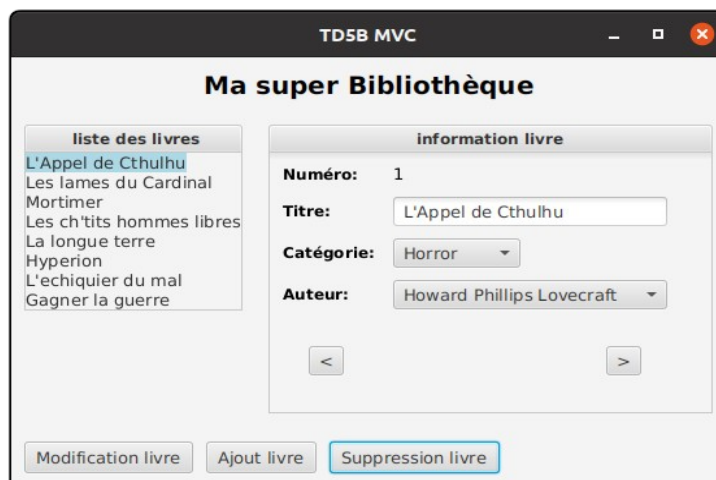 TD5B MVC
Ma super Bibliothèque
liste des livres
L'Appel de Cthulhu
Les lames du Cardinal
Mortimer
Les ch'tits hommes libres
La longue terre
Hyperion
L'echiquier du mal
Gagner la guerre
information livre
Numéro: 1
Titre: L'Appel de Cthulhu
Catégorie: Horror
Auteur: Howard Phillips Lovecraft
< >
Modification livre Ajout livre Suppression livre